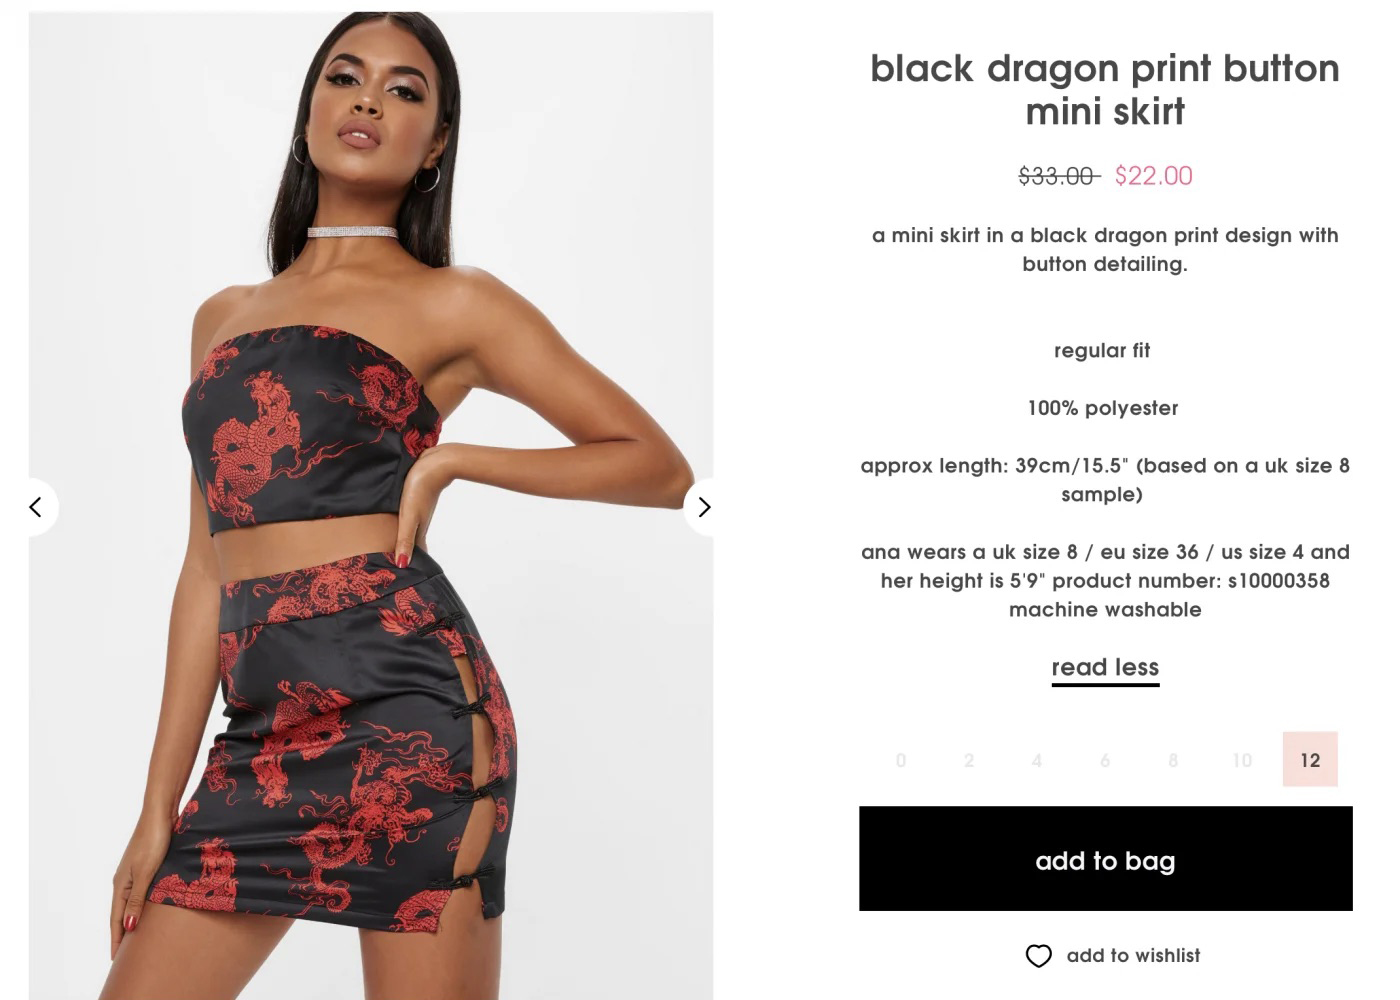 black dragon print button
mini skirt
$33.00 $22.00
a mini skirt in a black dragon print design with
button detailing.
regular fit
100% polyester
approx length: 39cm/15.5" (based on a uk size 8
sample)
ana wears a uk size 8 / eu size 36 / us size 4 and
her height is 5'9" product number: s10000358
machine washable
read less
0 2 4 6 8 10 12
add to bag
add to wishlist